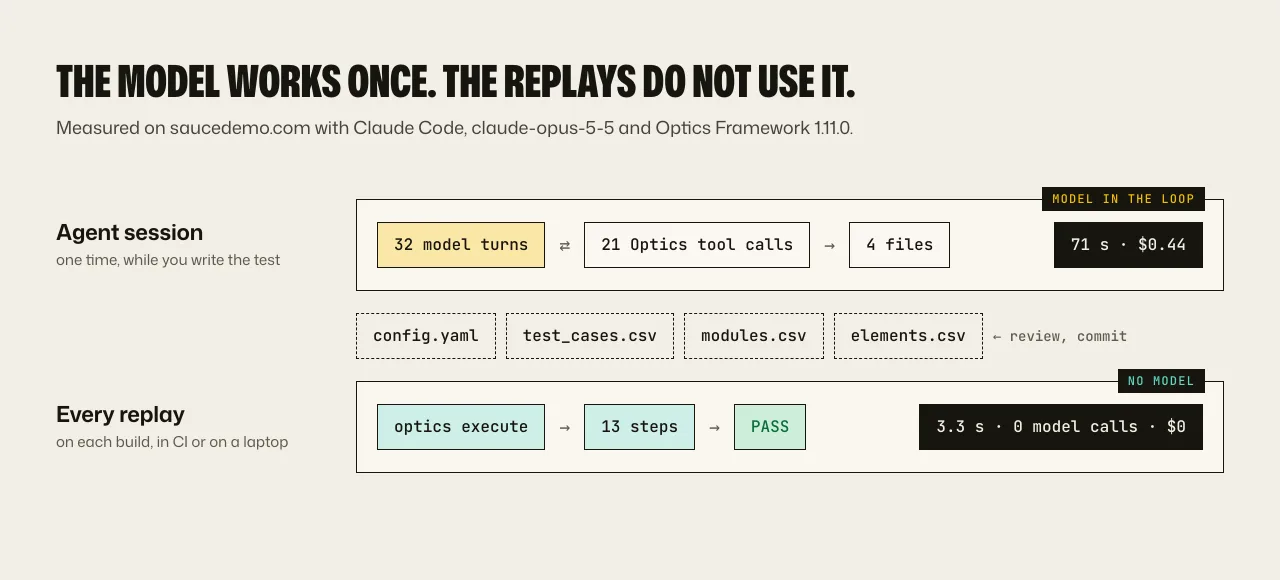 THE MODEL WORKS ONCE. THE REPLAYS DO NOT USE IT.
Measured on saucedemo.com with Claude Code, claude-opus-5-5 and Optics Framework 1.11.0.
MODEL IN THE LOOP
Agent session
one time, while you write the test
32 model turns ⇄ 21 Optics tool calls → 4 files
71 s · $0.44
config.yaml test_cases.csv modules.csv elements.csv ← review, commit
NO MODEL
Every replay
on each build, in CI or on a laptop
optics execute → 13 steps → PASS
3.3 s · 0 model calls · $0